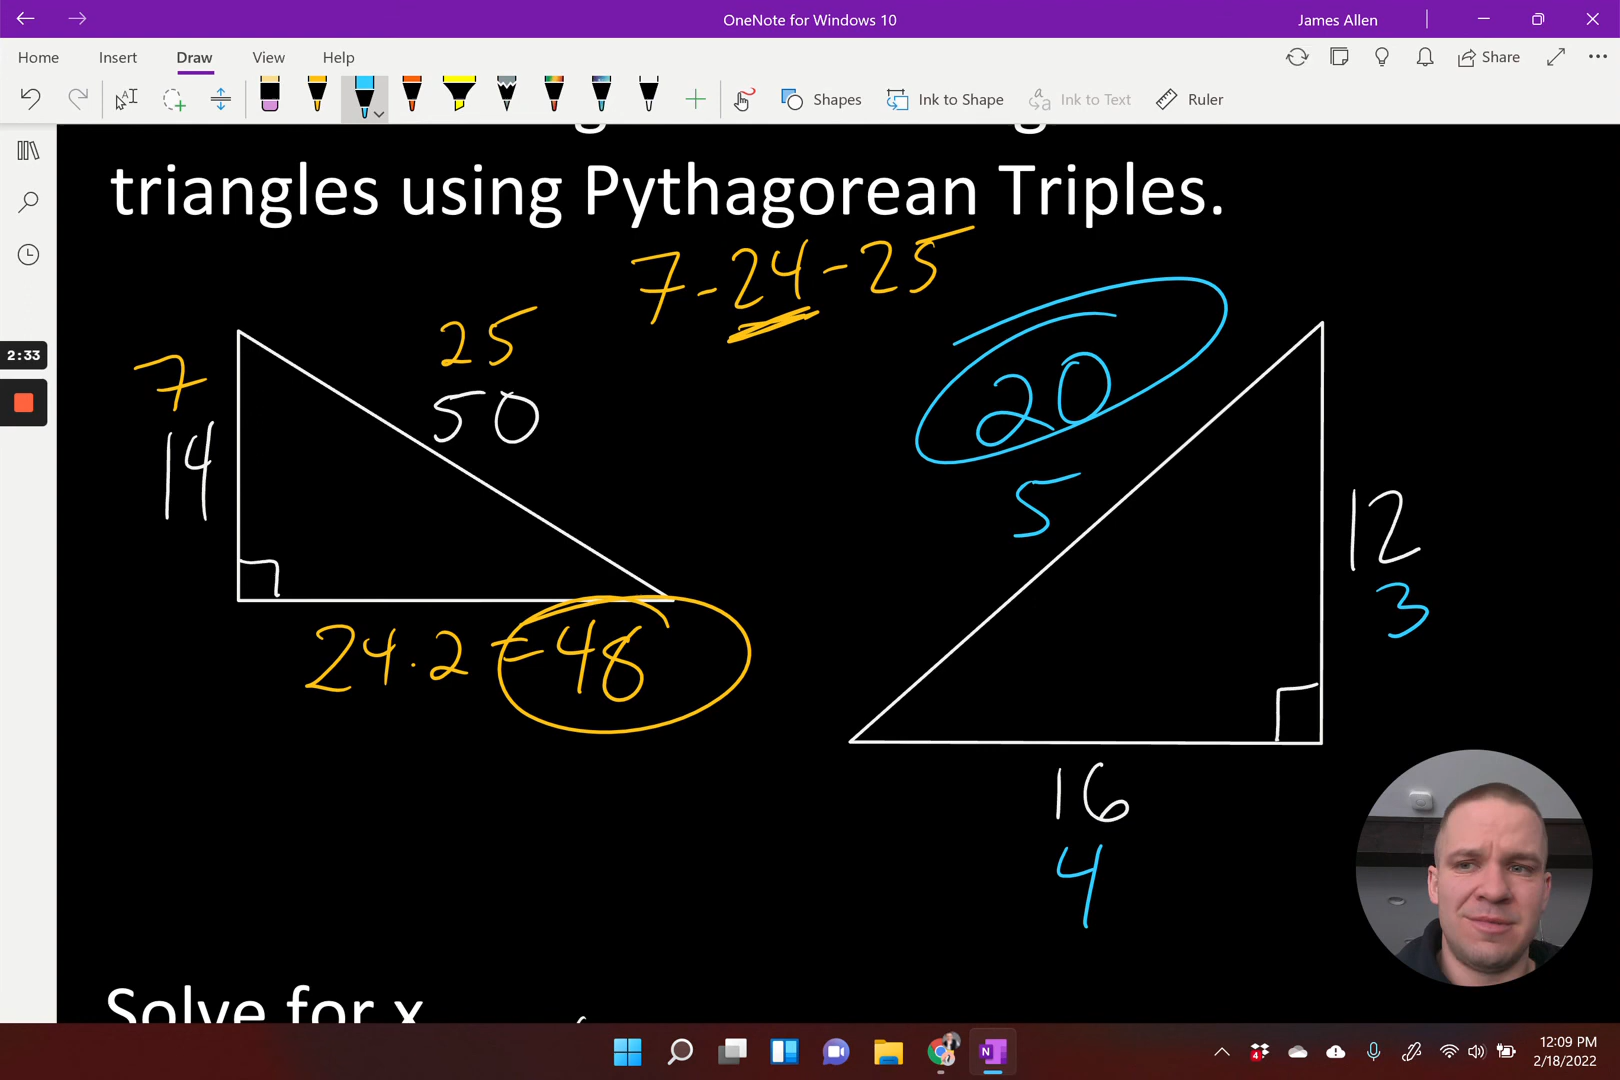 OneNote for Windows 10
James Allen
Home Insert Draw View Help
Share
Shapes Ink to Shape Ink to Text Ruler
triangles using Pythagorean Triples.
7-24-25
2:33
7
25
14
50
20
5
12
3
24·2=48
16
4
Solve for x
4
12:09 PM
2/18/2022